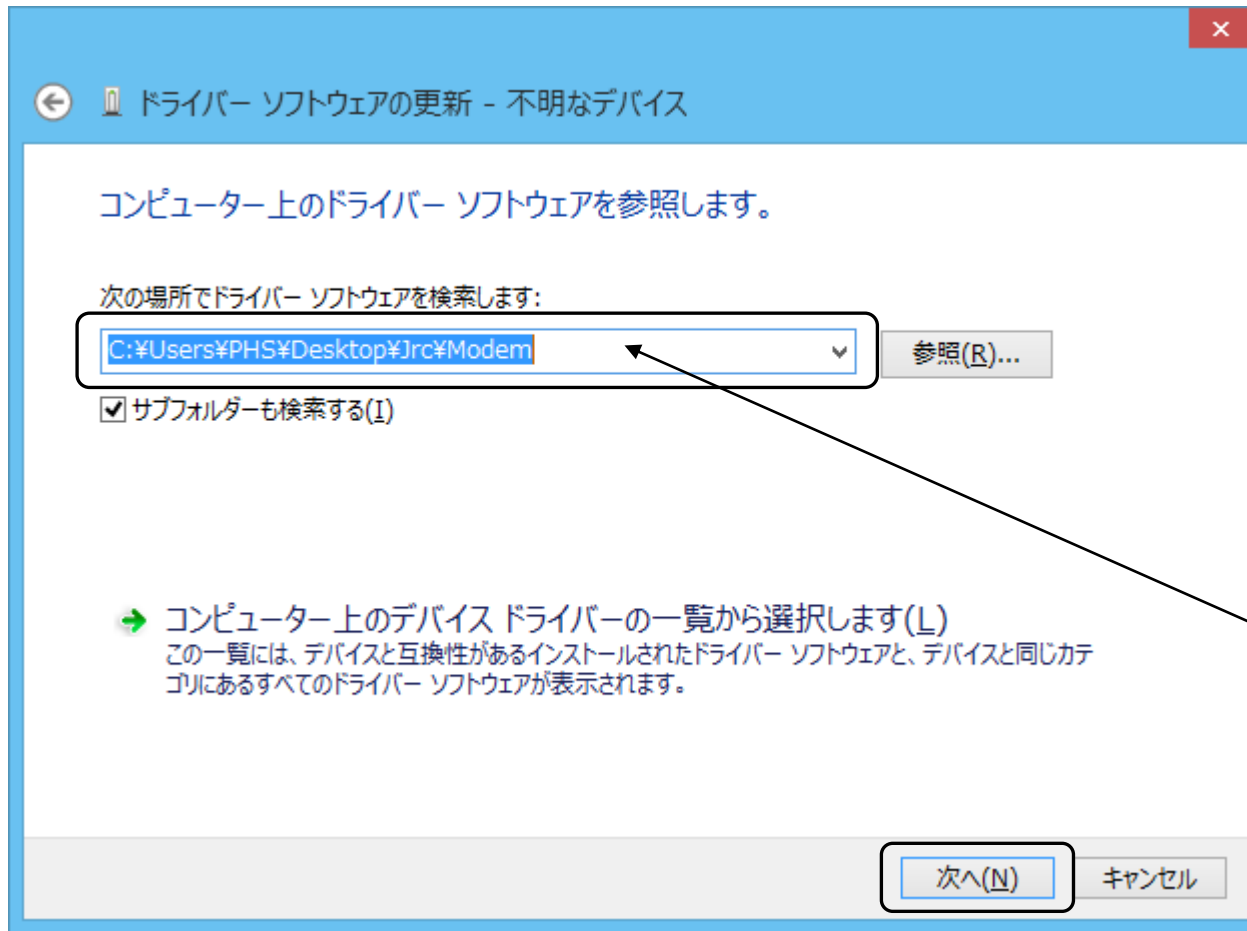 ドライバー ソフトウェアの更新 - 不明なデバイス
コンピューター上のドライバー ソフトウェアを参照します。
次の場所でドライバー ソフトウェアを検索します:
C:¥Users¥PHS¥Desktop¥Jrc¥Modem
参照(R)...
サブフォルダーも検索する(I)
コンピューター上のデバイス ドライバーの一覧から選択します(L)
この一覧には、デバイスと互換性があるインストールされたドライバー ソフトウェアと、デバイスと同じカテ
ゴリにあるすべてのドライバー ソフトウェアが表示されます。
次へ(N)
キャンセル